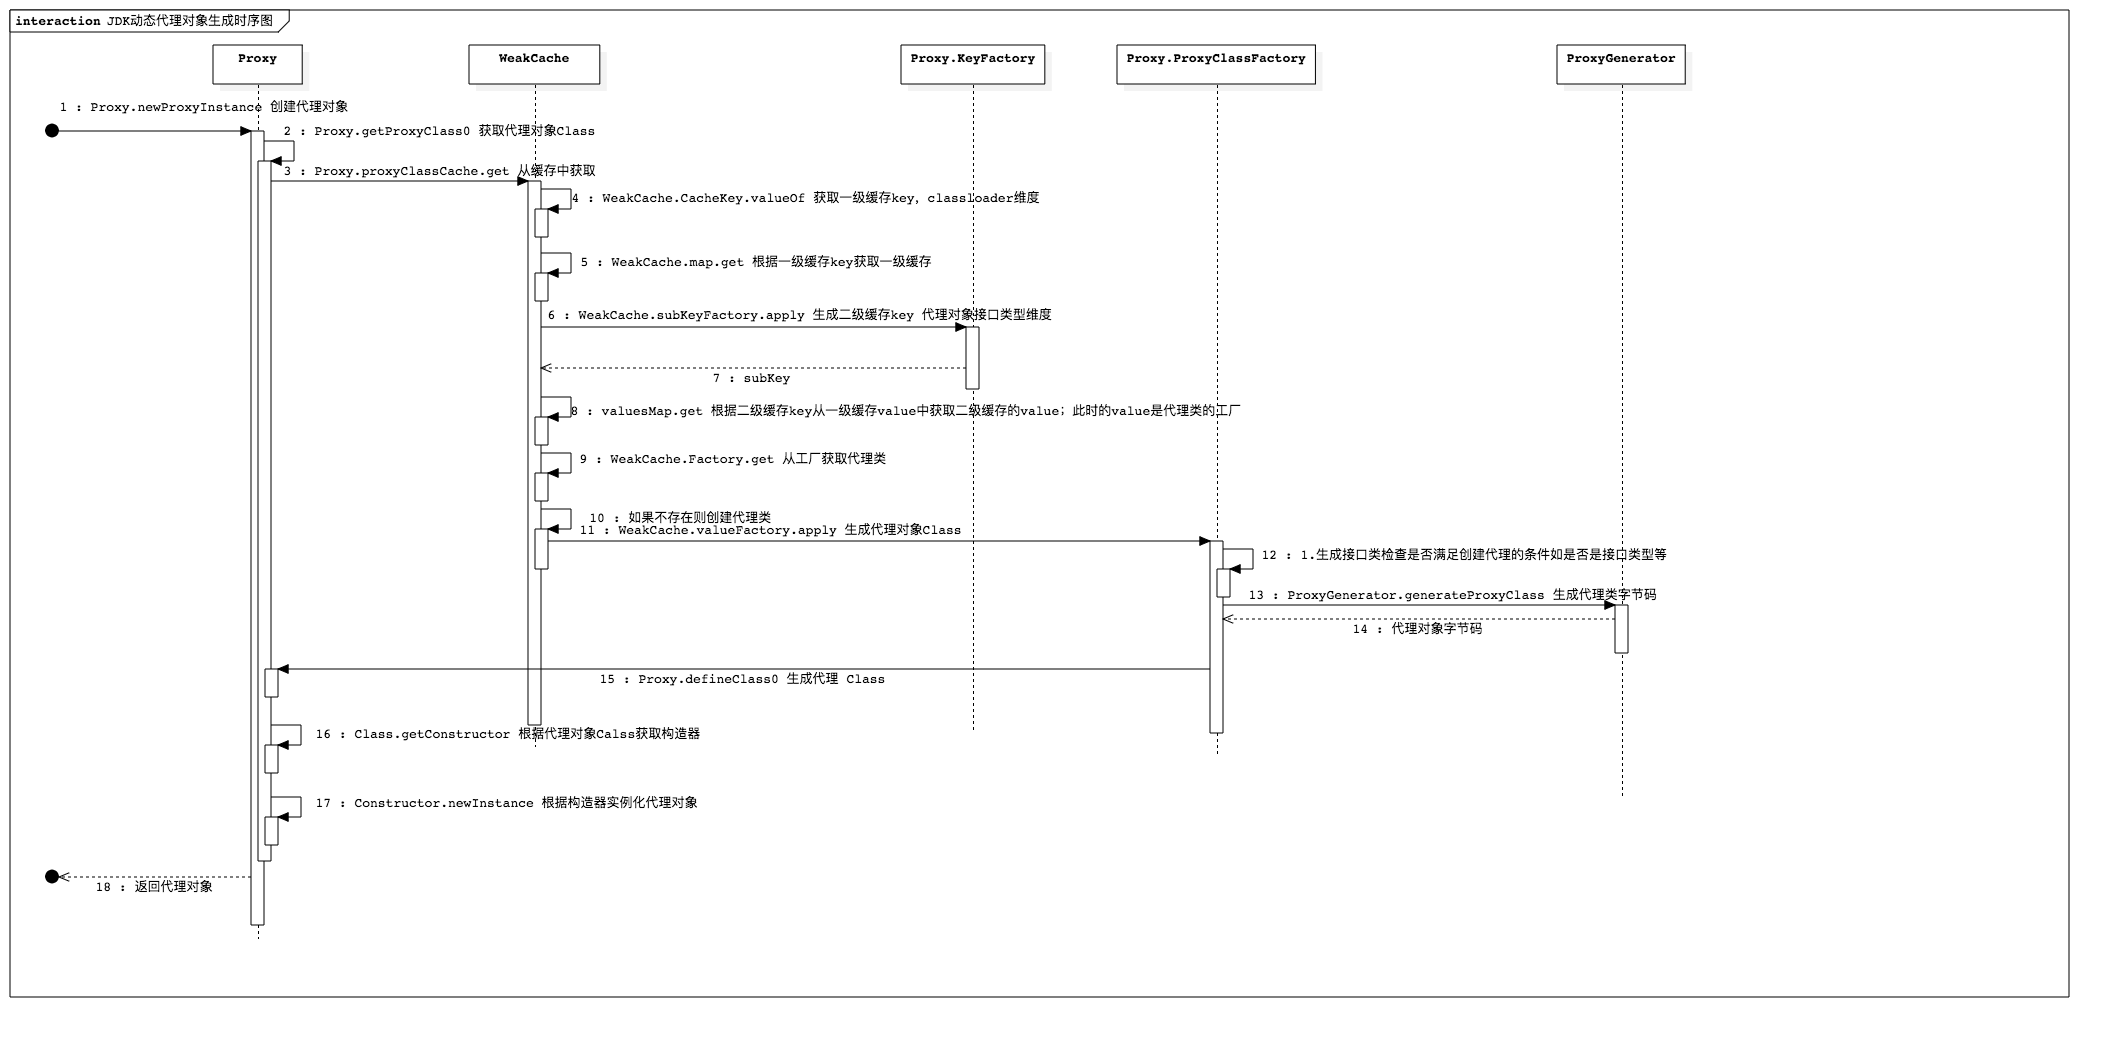 interaction JDK动态代理对象生成时序图
Proxy
WeakCache
Proxy.KeyFactory
Proxy.ProxyClassFactory
ProxyGenerator
1 : Proxy.newProxyInstance 创建代理对象
2 : Proxy.getProxyClass0 获取代理对象Class
3 : Proxy.proxyClassCache.get 从缓存中获取
4 : WeakCache.CacheKey.valueOf 获取一级缓存key，classloader维度
5 : WeakCache.map.get 根据一级缓存key获取一级缓存
6 : WeakCache.subKeyFactory.apply 生成二级缓存key 代理对象接口类型维度
7 : subKey
8 : valuesMap.get 根据二级缓存key从一级缓存value中获取二级缓存的value；此时的value是代理类的工厂
9 : WeakCache.Factory.get 从工厂获取代理类
10 : 如果不存在则创建代理类
11 : WeakCache.valueFactory.apply 生成代理对象Class
12 : 1.生成接口类检查是否满足创建代理的条件如是否是接口类型等
13 : ProxyGenerator.generateProxyClass 生成代理类字节码
14 : 代理对象字节码
15 : Proxy.defineClass0 生成代理 Class
16 : Class.getConstructor 根据代理对象Calss获取构造器
17 : Constructor.newInstance 根据构造器实例化代理对象
18 : 返回代理对象